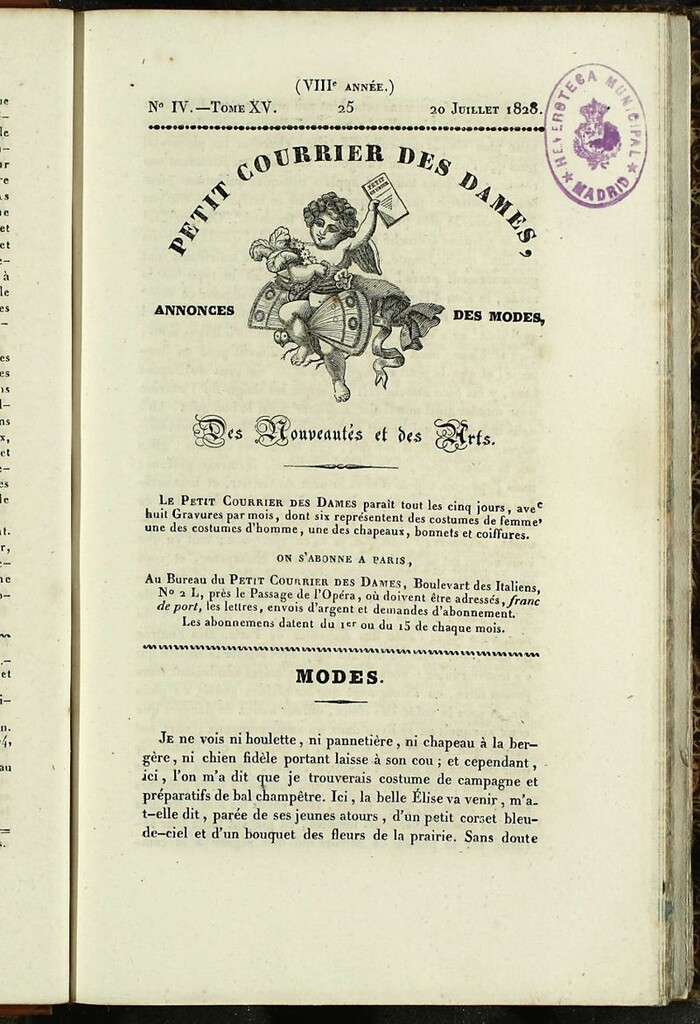 (VIIIᵉ ANNÉE.)
Nº IV.—TOME XV. 25 20 JUILLET 1828.
PETIT COURRIER DES DAMES,
PETIT COURRIER
ANNONCES DES MODES,
Des Nouveautés et des Arts.
LE PETIT COURRIER DES DAMES paraît tout les cinq jours, avec
huit Gravures par mois, dont six représentent des costumes de femme,
une des costumes d'homme, une des chapeaux, bonnets et coiffures.
ON S'ABONNE A PARIS,
Au Bureau du PETIT COURRIER DES DAMES, Boulevart des Italiens,
Nº 2 L, près le Passage de l'Opéra, où doivent être adressés, franc
de port, les lettres, envois d'argent et demandes d'abonnement.
Les abonnemens datent du 1er ou du 15 de chaque mois.
MODES.
JE ne vois ni houlette, ni pannetière, ni chapeau à la ber-
gère, ni chien fidèle portant laisse à son cou; et cependant,
ici, l'on m'a dit que je trouverais costume de campagne et
préparatifs de bal champêtre. Ici, la belle Élise va venir, m'a-
t-elle dit, parée de ses jeunes atours, d'un petit corset bleu-
de-ciel et d'un bouquet des fleurs de la prairie. Sans doute
HEMEROTECA MUNICIPAL
★ MADRID ★